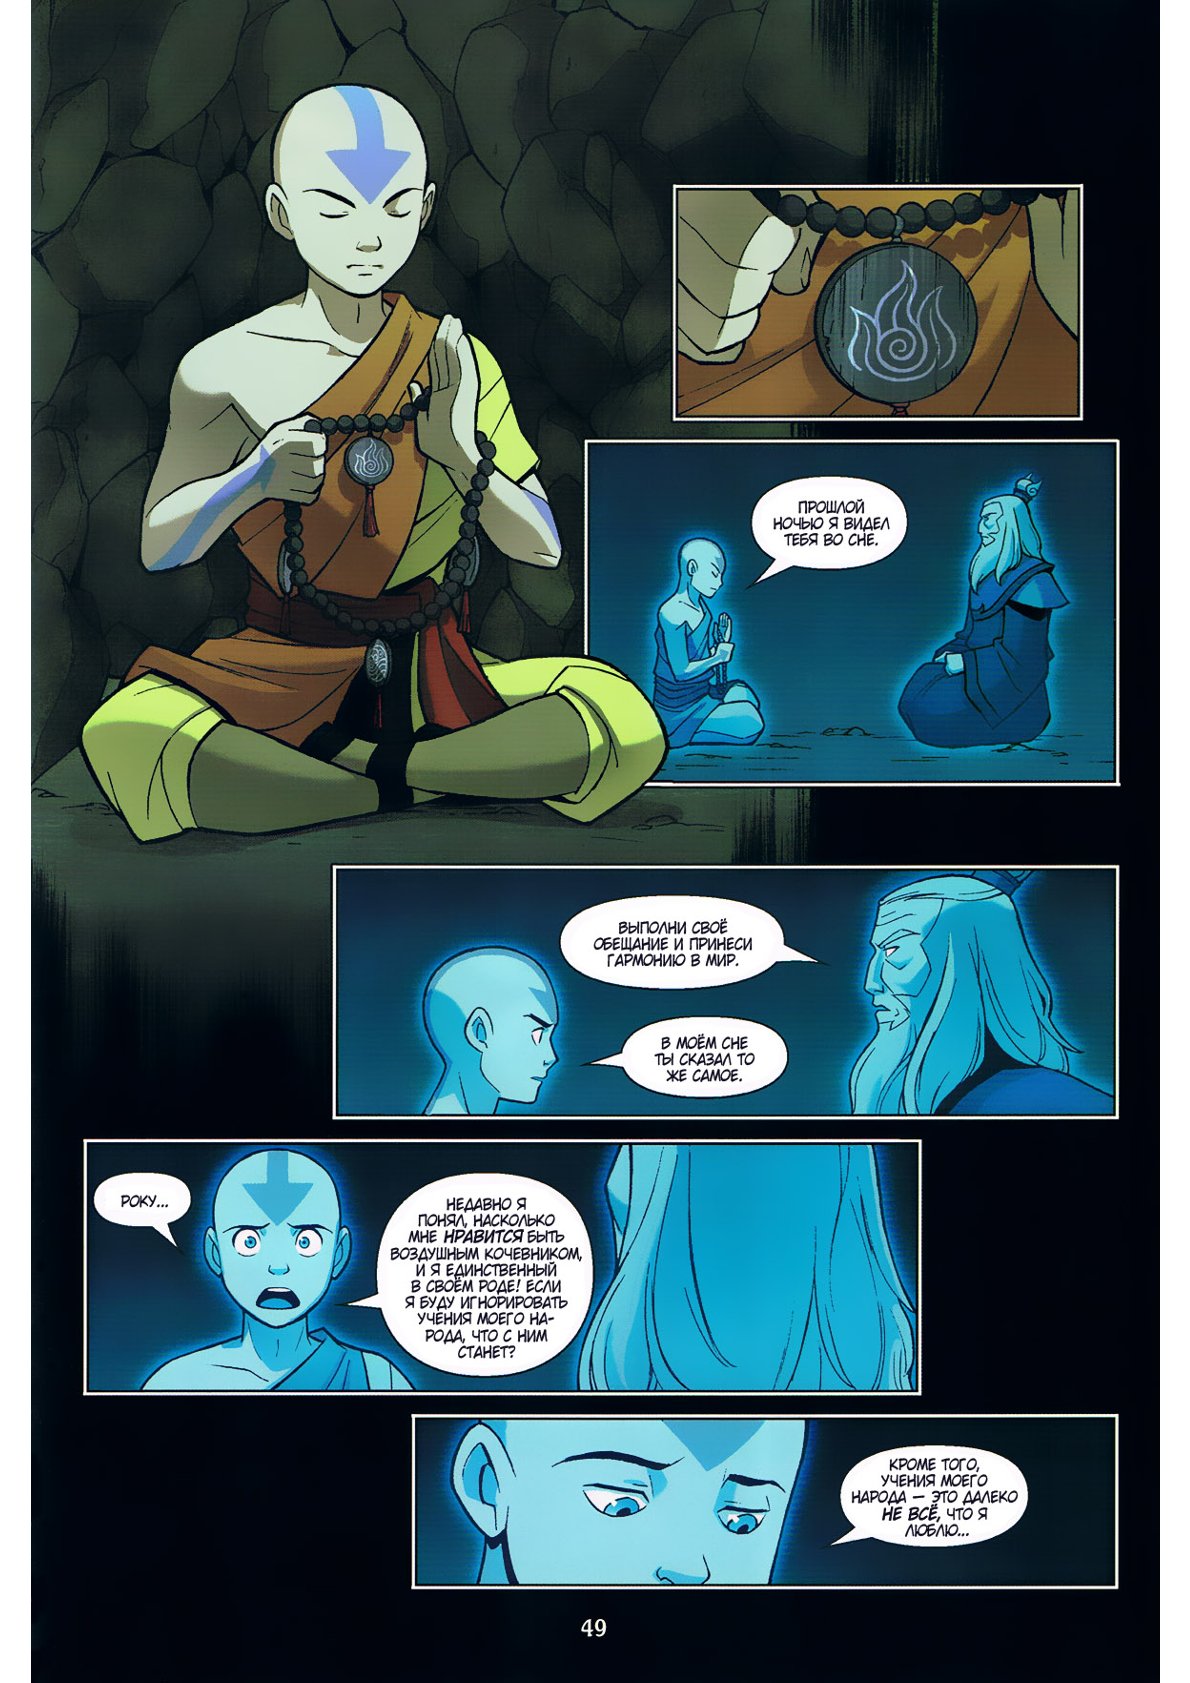 ПРОШЛОЙ
НОЧЬЮ Я ВИДЕЛ
ТЕБЯ ВО СНЕ.
ВЫПОЛНИ СВОЁ
ОБЕЩАНИЕ И ПРИНЕСИ
ГАРМОНИЮ В МИР.
В МОЁМ СНЕ
ТЫ СКАЗАЛ ТО
ЖЕ САМОЕ.
РОКУ...
НЕДАВНО Я
ПОНЯЛ, НАСКОЛЬКО
МНЕ НРАВИТСЯ БЫТЬ
ВОЗДУШНЫМ КОЧЕВНИКОМ,
И Я ЕДИНСТВЕННЫЙ
В СВОЁМ РОДЕ! ЕСЛИ
Я БУДУ ИГНОРИРОВАТЬ
УЧЕНИЯ МОЕГО НА-
РОДА, ЧТО С НИМ
СТАНЕТ?
КРОМЕ ТОГО,
УЧЕНИЯ МОЕГО
НАРОДА — ЭТО ДАЛЕКО
НЕ ВСЁ, ЧТО Я
ЛЮБЛЮ...
49